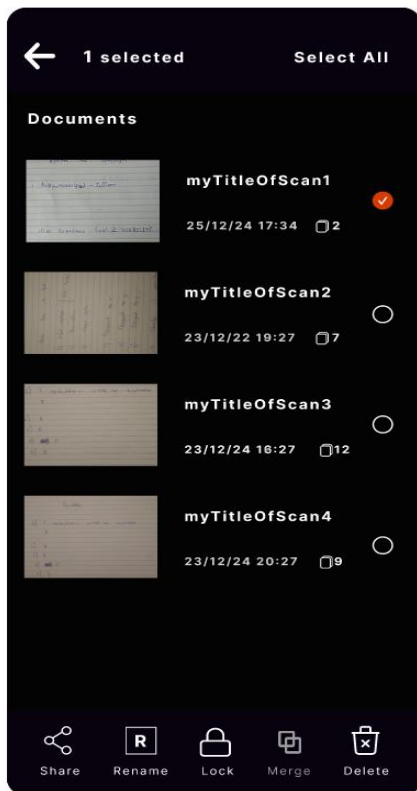 1 selected
Select All
Documents
myTitleOfScan1
25/12/24 17:34 2
myTitleOfScan2
23/12/22 19:27 7
myTitleOfScan3
23/12/24 16:27 12
myTitleOfScan4
23/12/24 20:27 9
R
Share Rename Lock Merge Delete